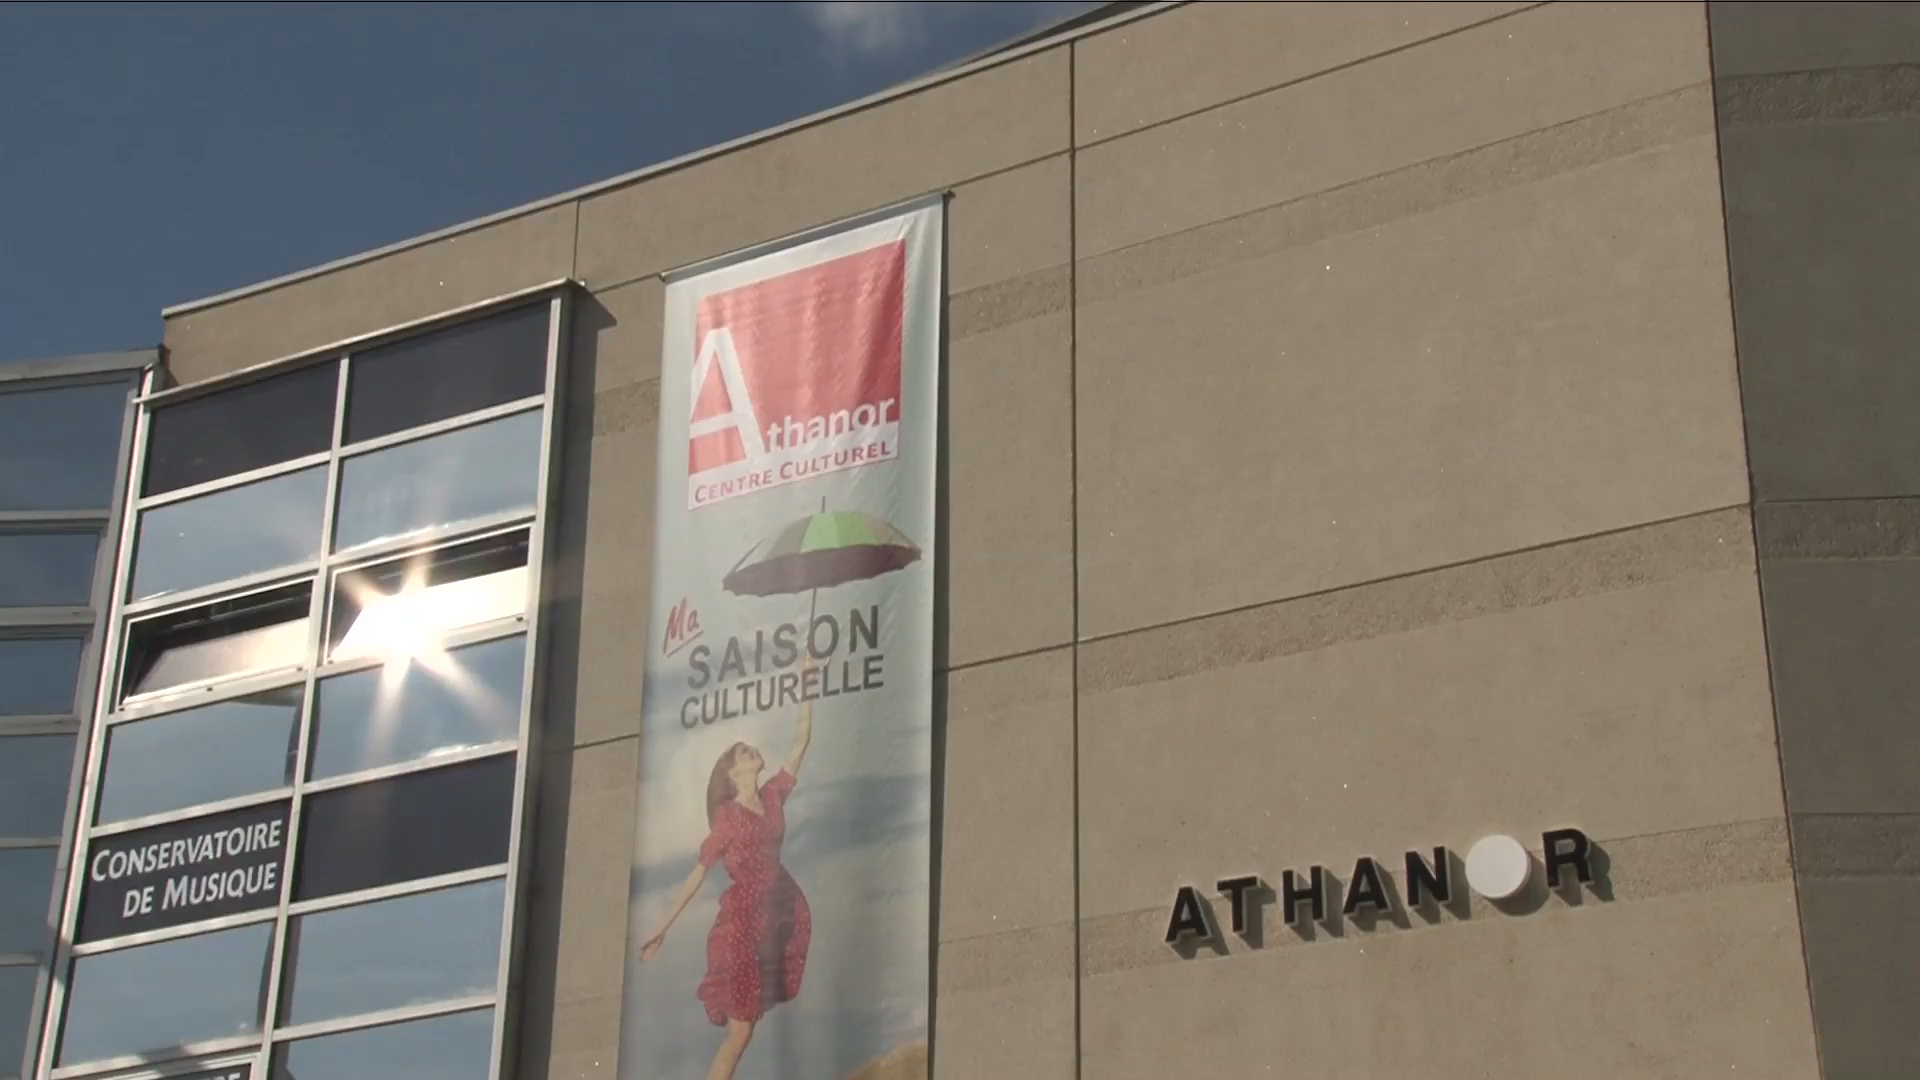 Athanor
CENTRE CULTUREL
Ma
SAISON
CULTURELLE
CONSERVATOIRE
DE MUSIQUE
ATHANOR